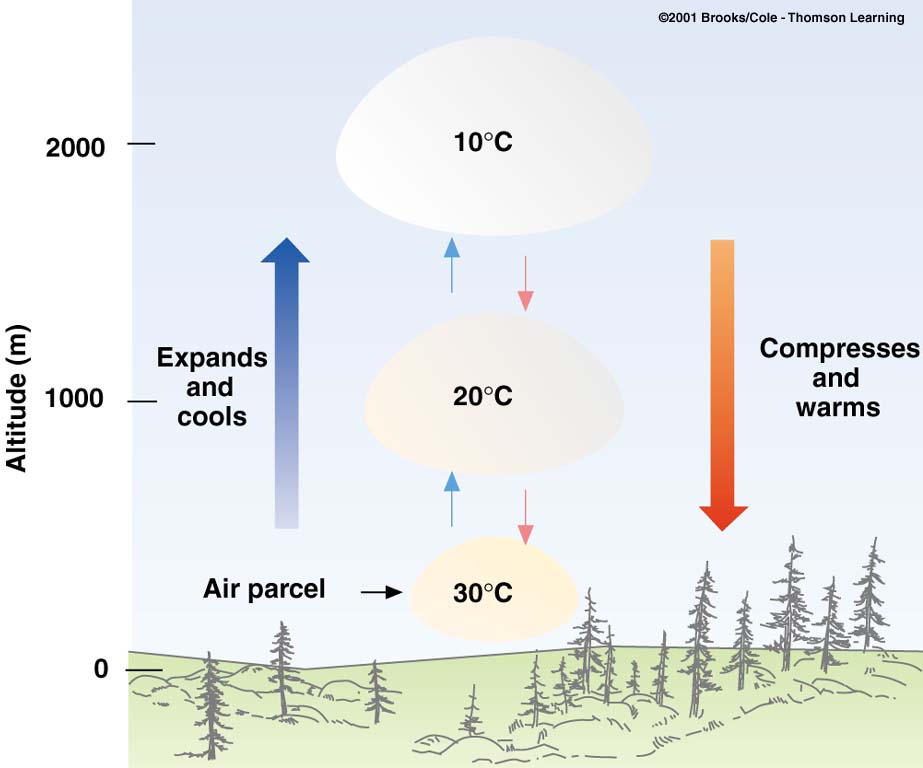 ©2001 Brooks/Cole - Thomson Learning
2000
10°C
Altitude (m)
Expands
and
cools
Compresses
and
warms
1000
20°C
Air parcel
30°C
0